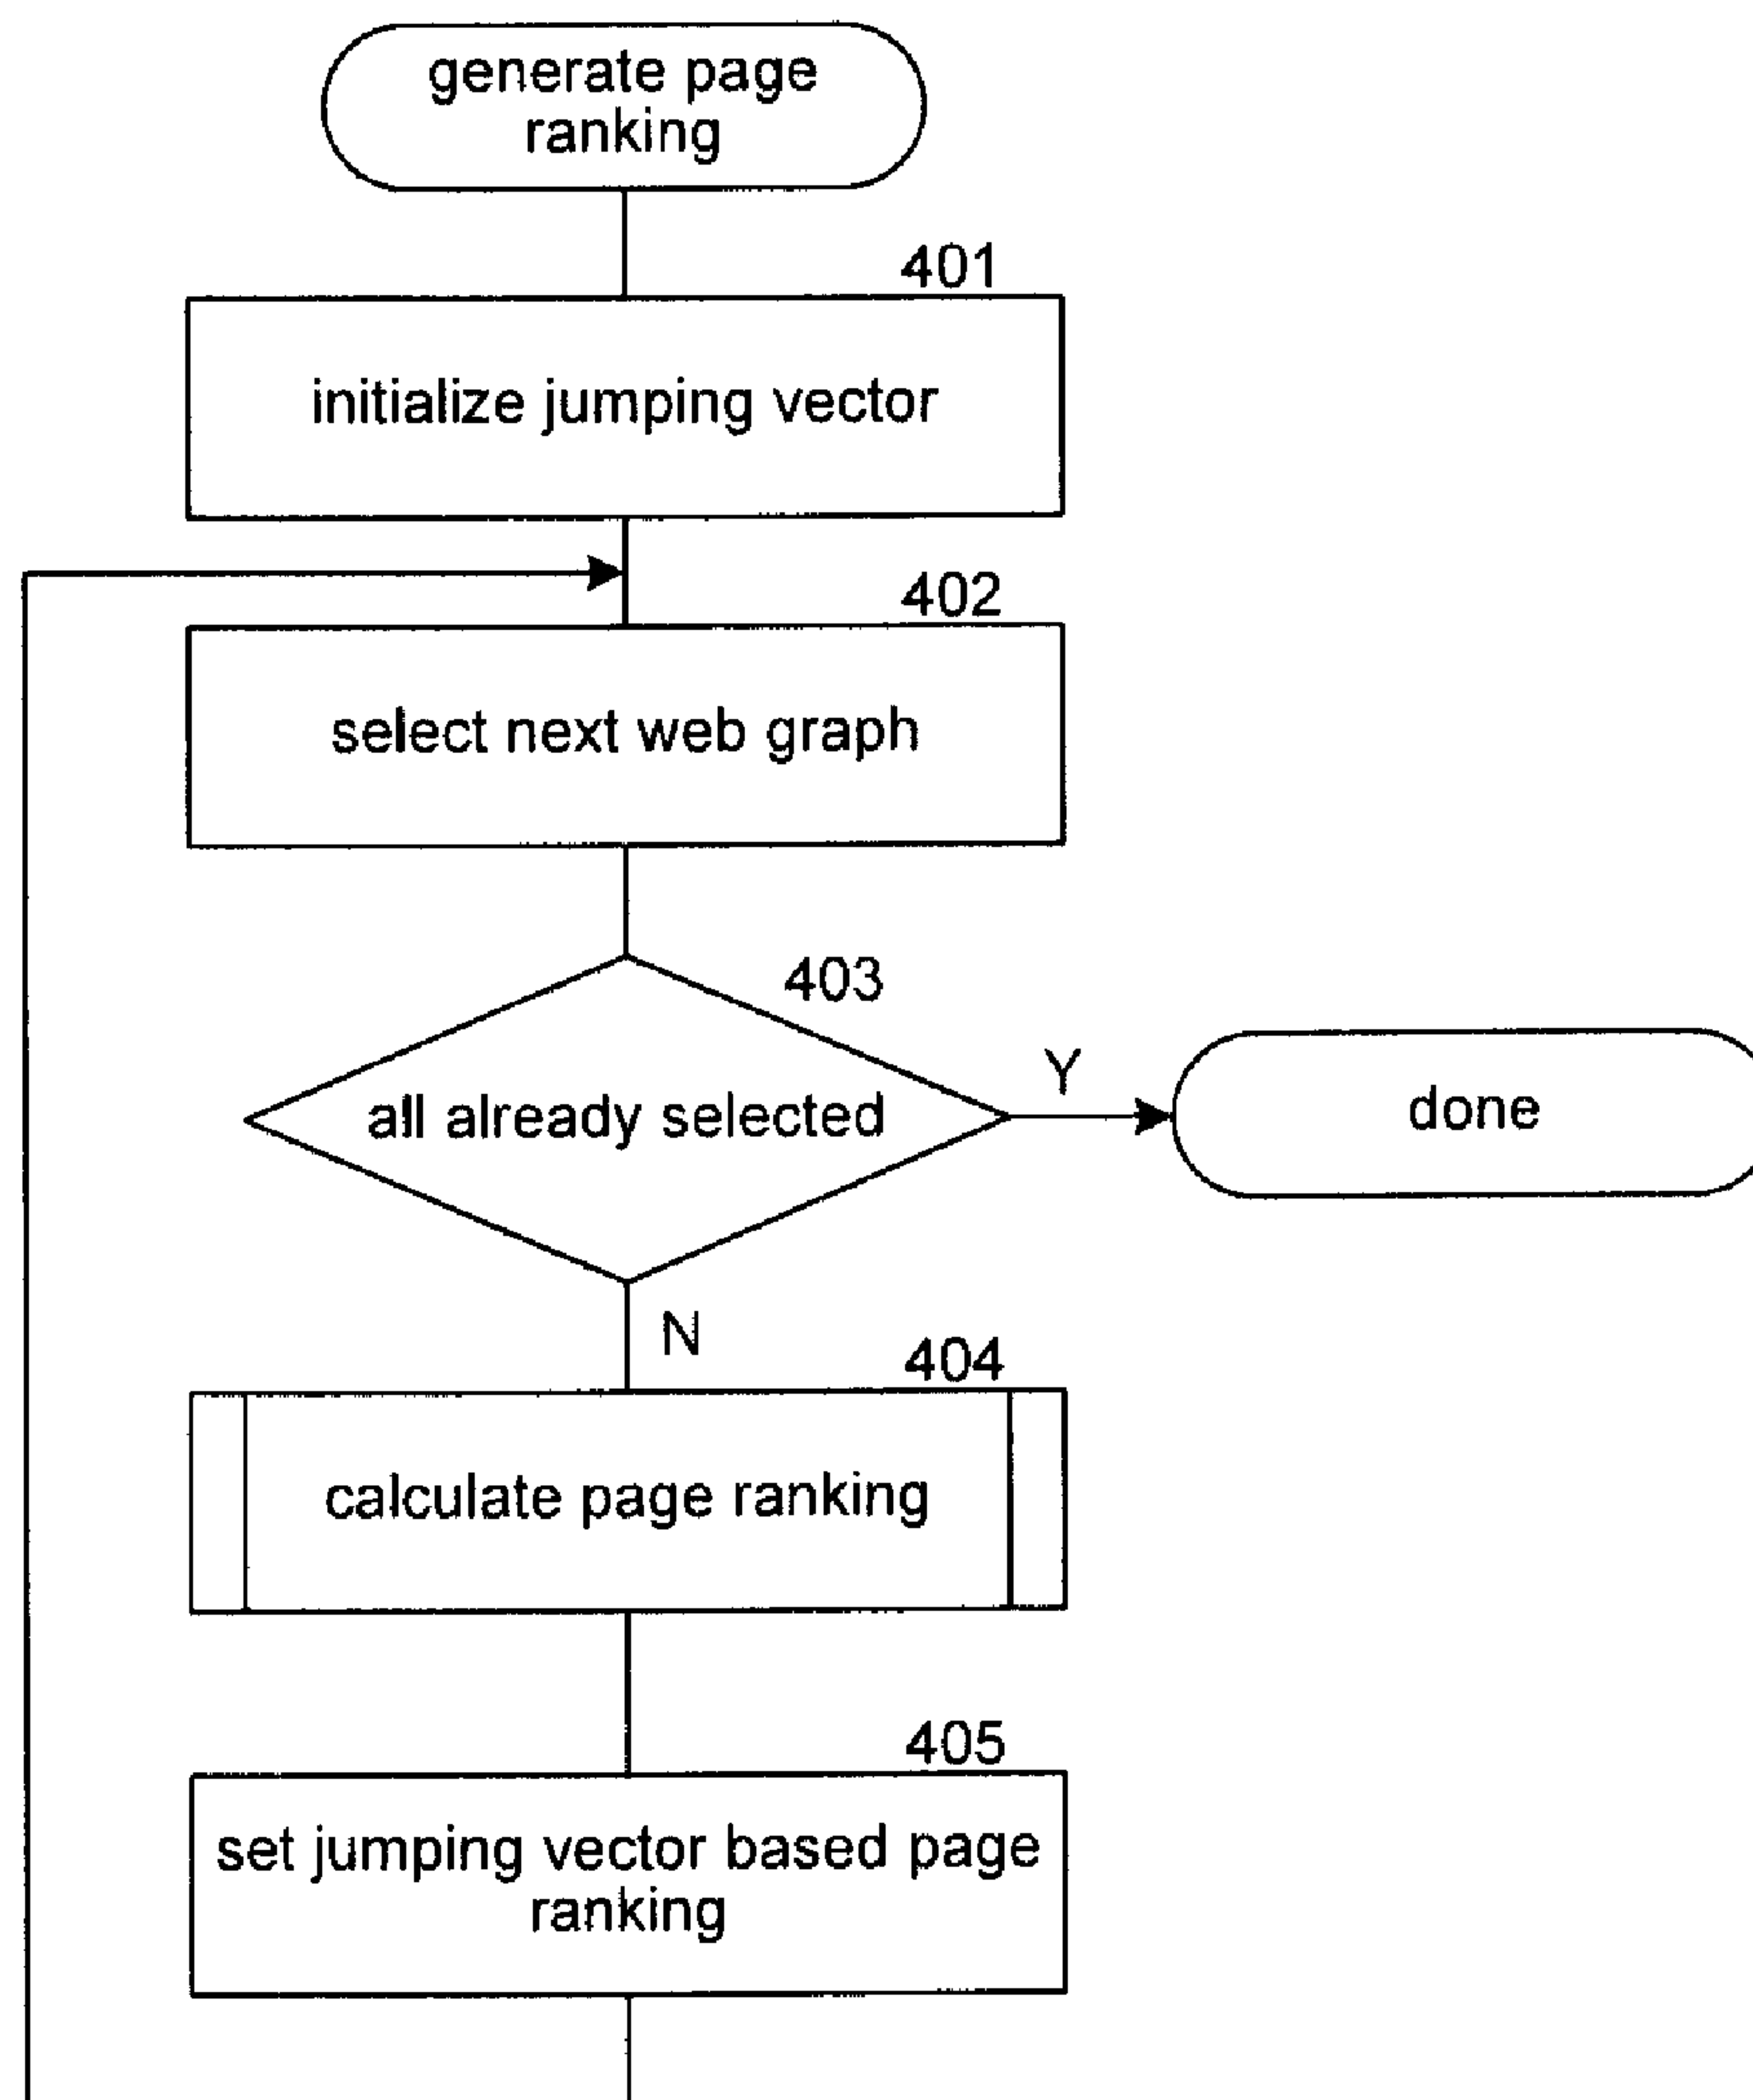 generate page
ranking
401
initialize jumping vector
402
select next web graph
403
all already selected
Y
done
N
404
calculate page ranking
405
set jumping vector based page
ranking